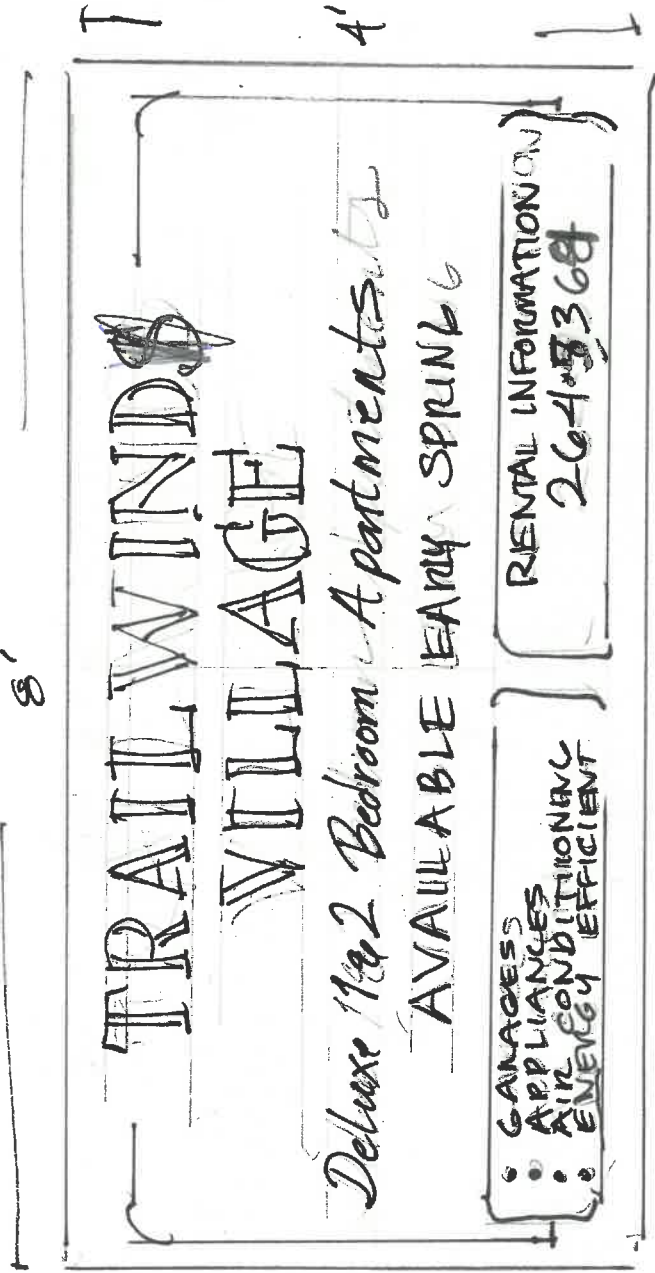 8'
4'
TRAILWIND
VILLAGE
Deluxe 1 & 2 Bedroom Apartments
AVAILABLE EARLY SPRING
• GARAGES
• APPLIANCES
• AIR CONDITIONING
• ENERGY EFFICIENT
RENTAL INFORMATION